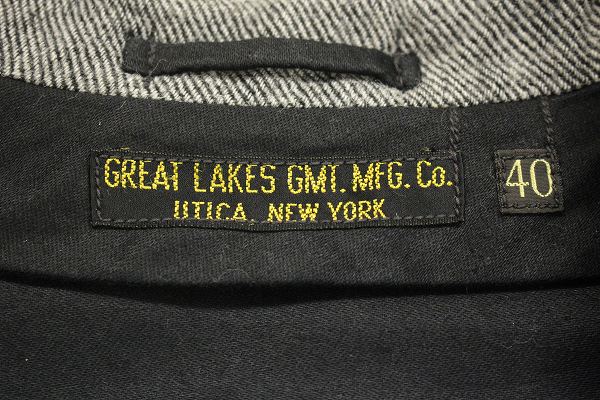 GREAT LAKES GMT. MFG. Co.
UTICA, NEW YORK
40